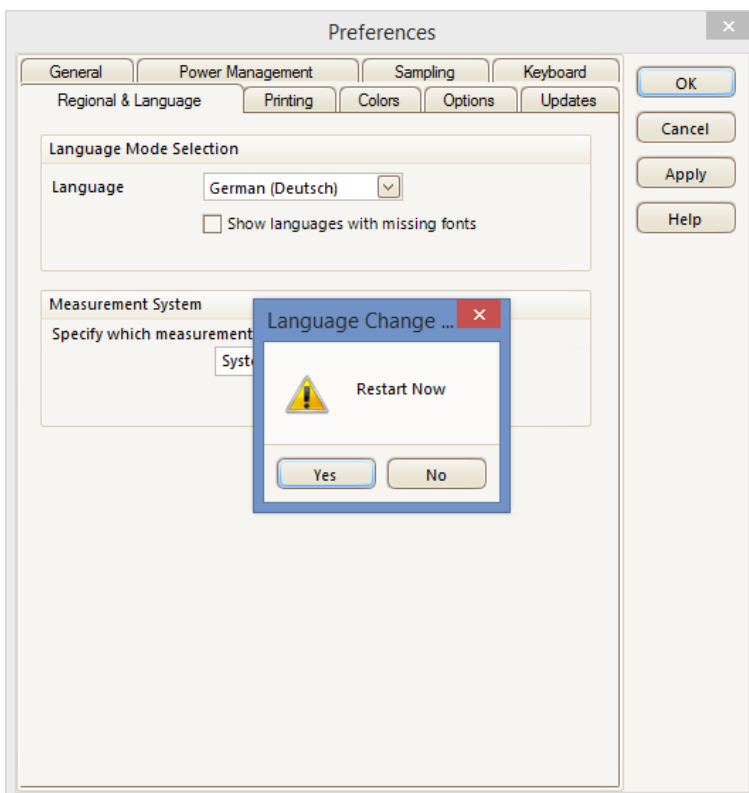 Preferences
General Power Management Sampling Keyboard
Regional & Language Printing Colors Options Updates
OK
Cancel
Apply
Help
Language Mode Selection
Language German (Deutsch)
Show languages with missing fonts
Measurement System
Specify which measurement
Language Change ...
Restart Now
Yes No